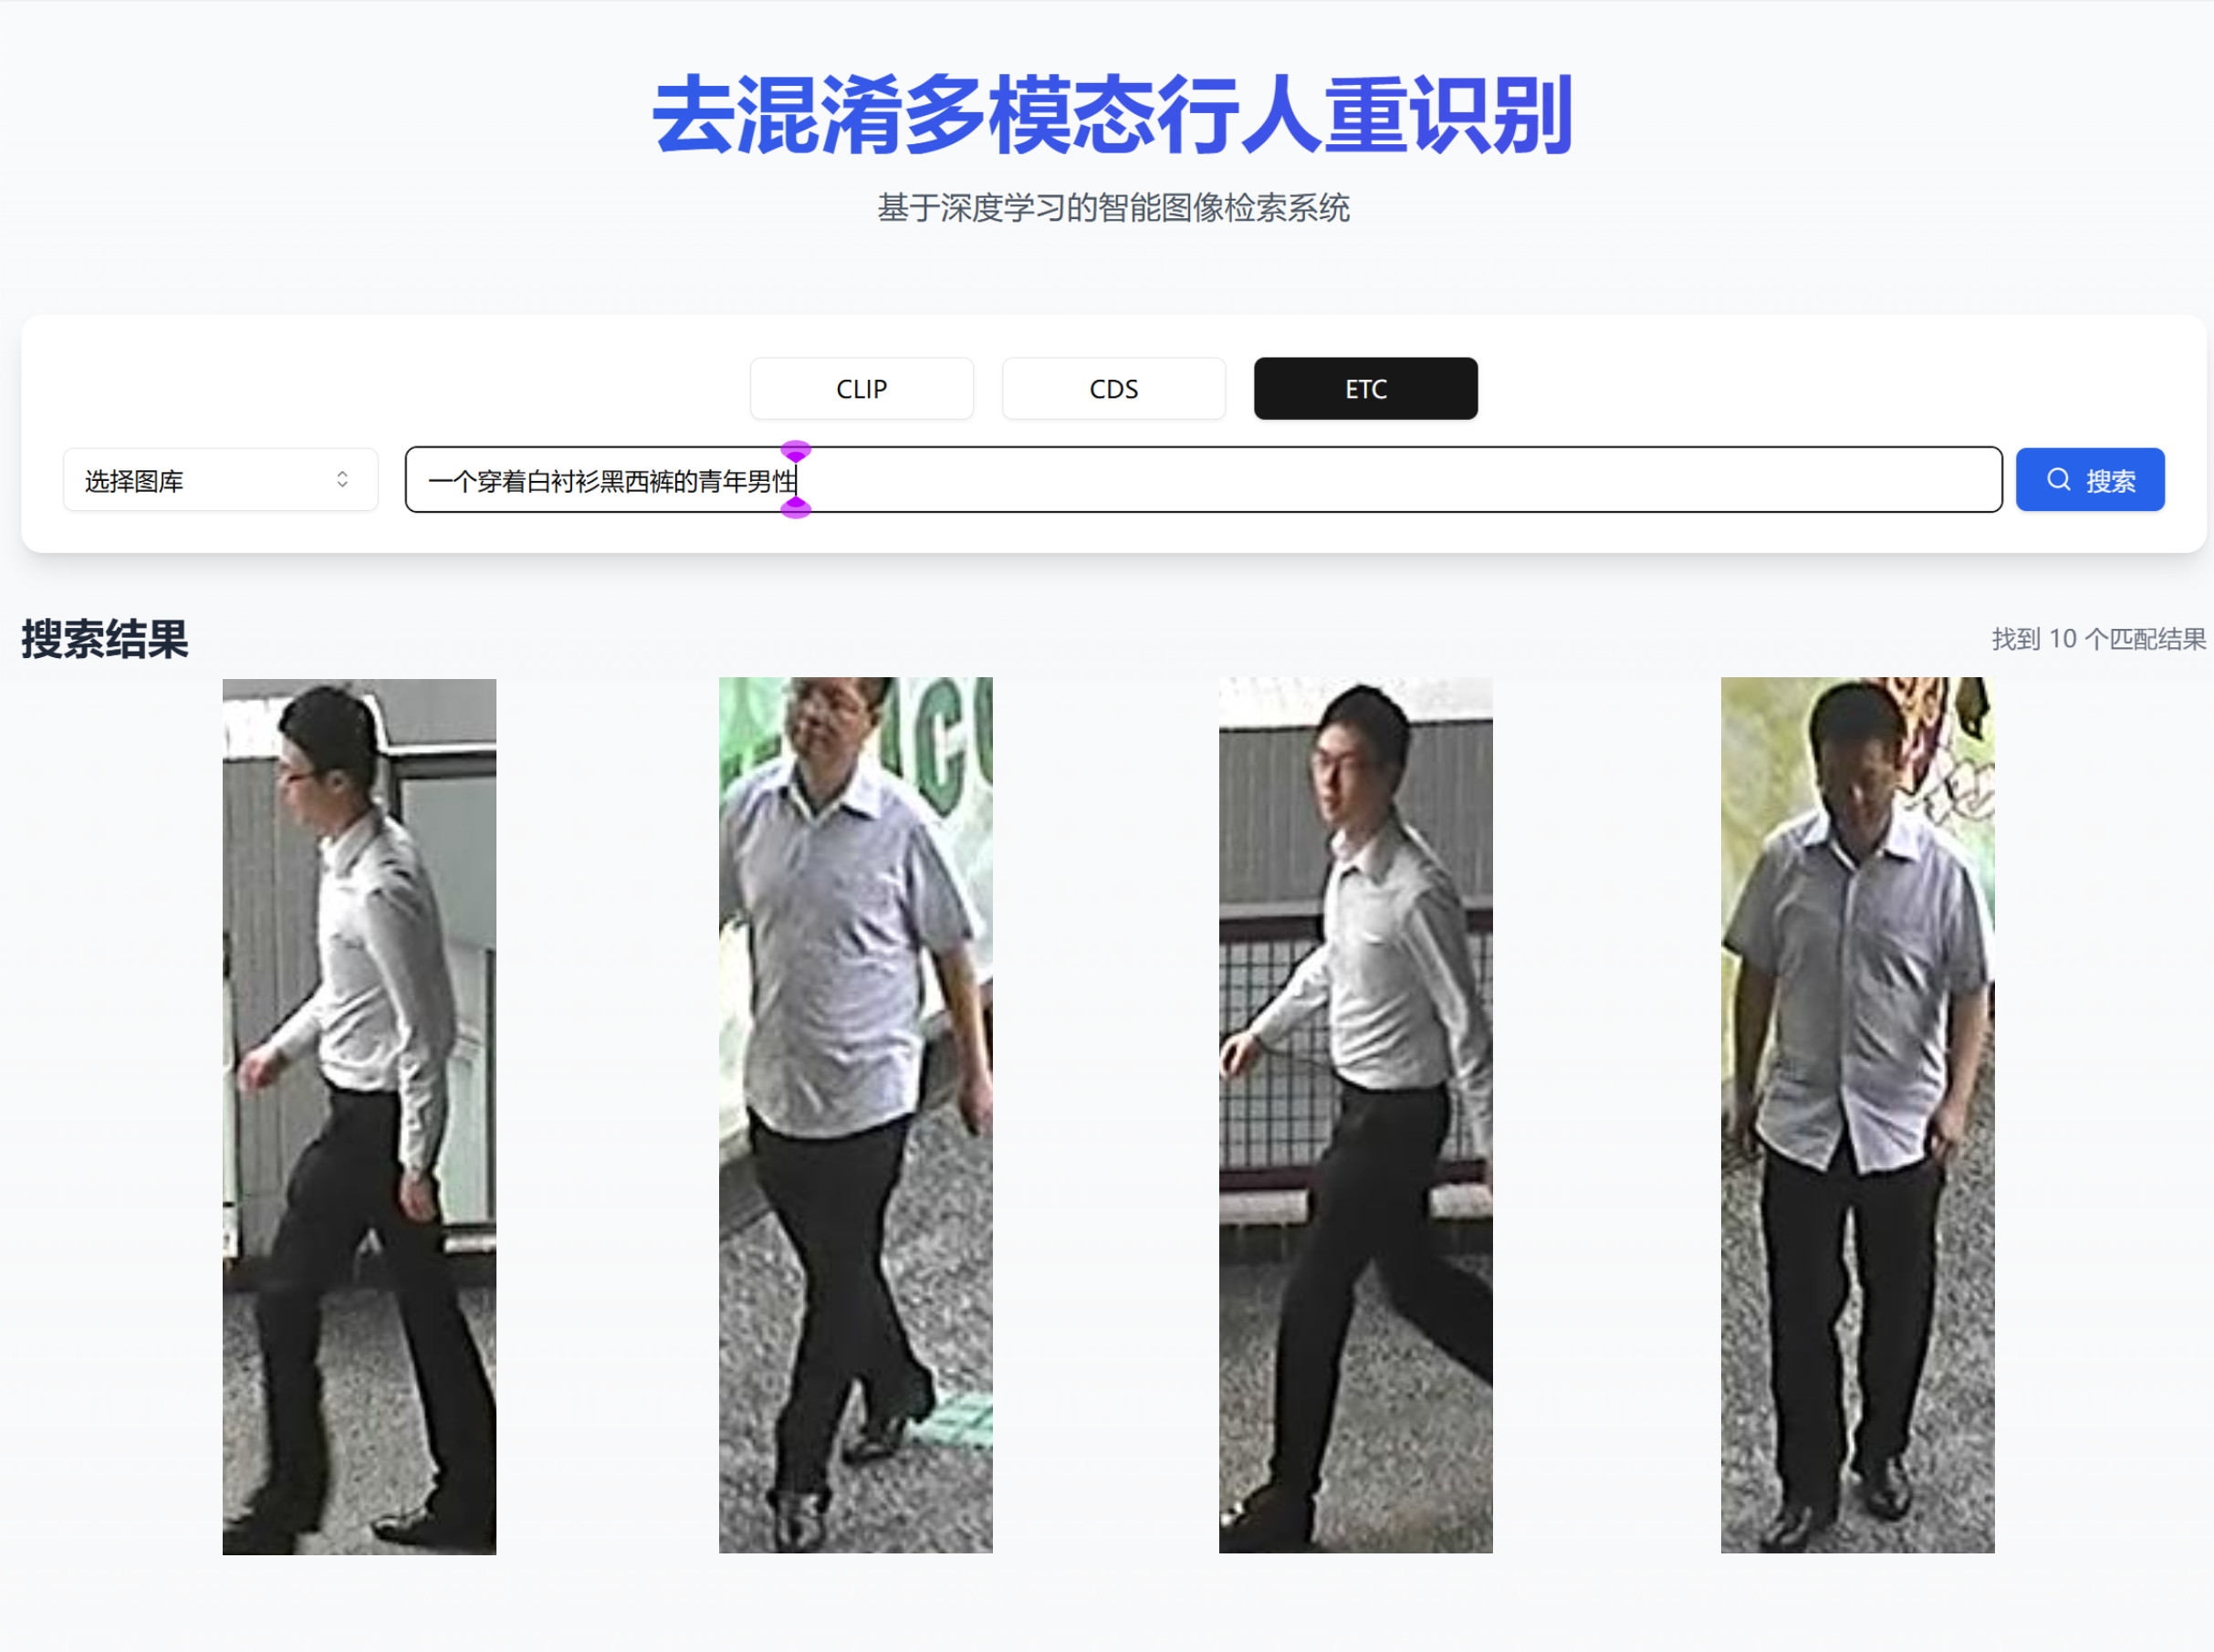 去混淆多模态行人重识别
基于深度学习的智能图像检索系统
CLIP
CDS
ETC
选择图库
一个穿着白衬衫黑西裤的青年男性
搜索
搜索结果
找到 10 个匹配结果